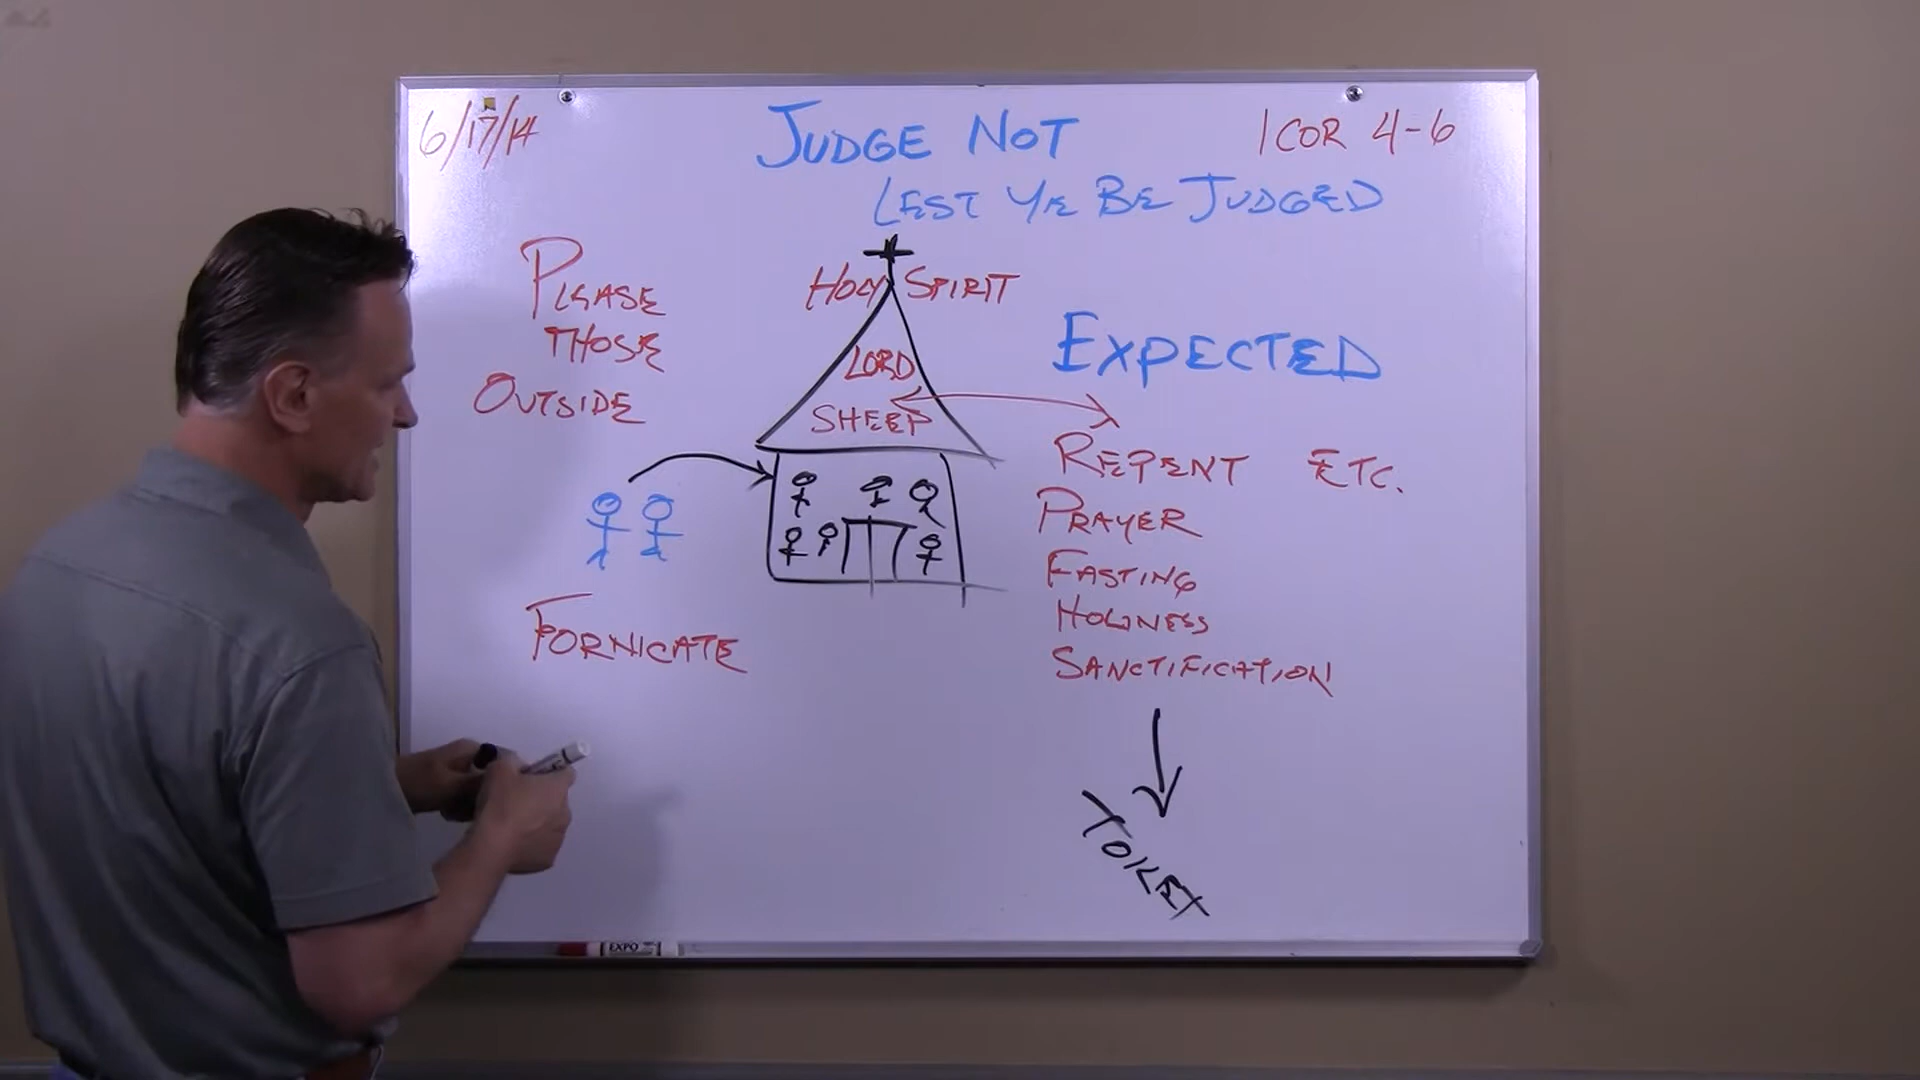 6/17/14
JUDGE NOT
1 COR 4-6
LEST YE BE JUDGED
PLEASE
THOSE
OUTSIDE
HOLY SPIRIT
LORD
SHEEP
EXPECTED
REPENT ETC.
PRAYER
FASTING
HOLINESS
SANCTIFICATION
FORNICATE
EXPO